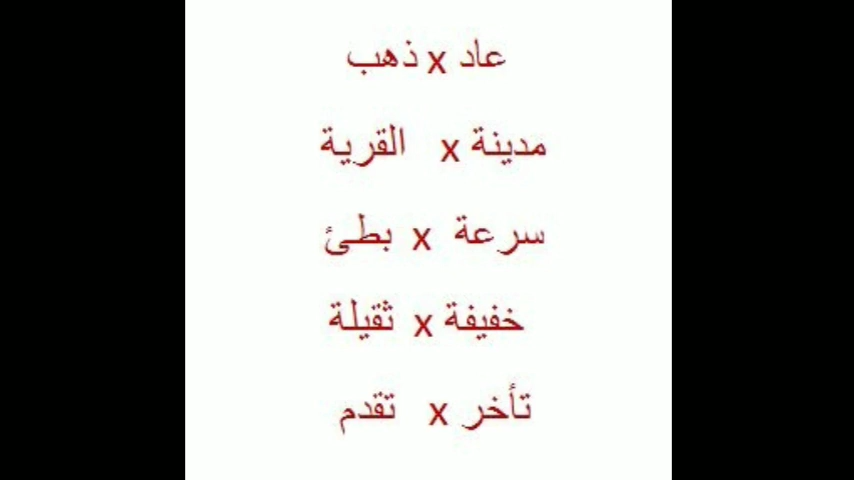 عاد x ذهب
مدينة x القرية
سرعة x بطئ
خفيفة x ثقيلة
تأخر x تقدم